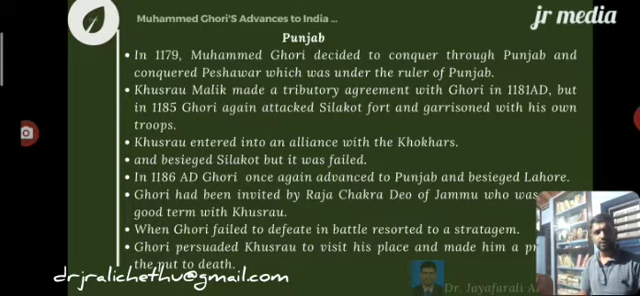 Muhammed Ghori'S Advances to India ...
jr media
Punjab
• In 1179, Muhammed Ghori decided to conquer through Punjab and
conquered Peshawar which was under the ruler of Punjab.
• Khusrau Malik made a tributory agreement with Ghori in 1181AD, but
in 1185 Ghori again attacked Silakot fort and garrisoned with his own
troops.
• Khusrau entered into an alliance with the Khokhars.
• and besieged Silakot but it was failed.
• In 1186 AD Ghori once again advanced to Punjab and besieged Lahore.
• Ghori had been invited by Raja Chakra Deo of Jammu who was
good term with Khusrau.
• When Ghori failed to defeate in battle resorted to a stratagem.
• Ghori persuaded Khusrau to visit his place and made him a
the put to death.
drjralichethu@gmail.com
Dr. Jayafarali